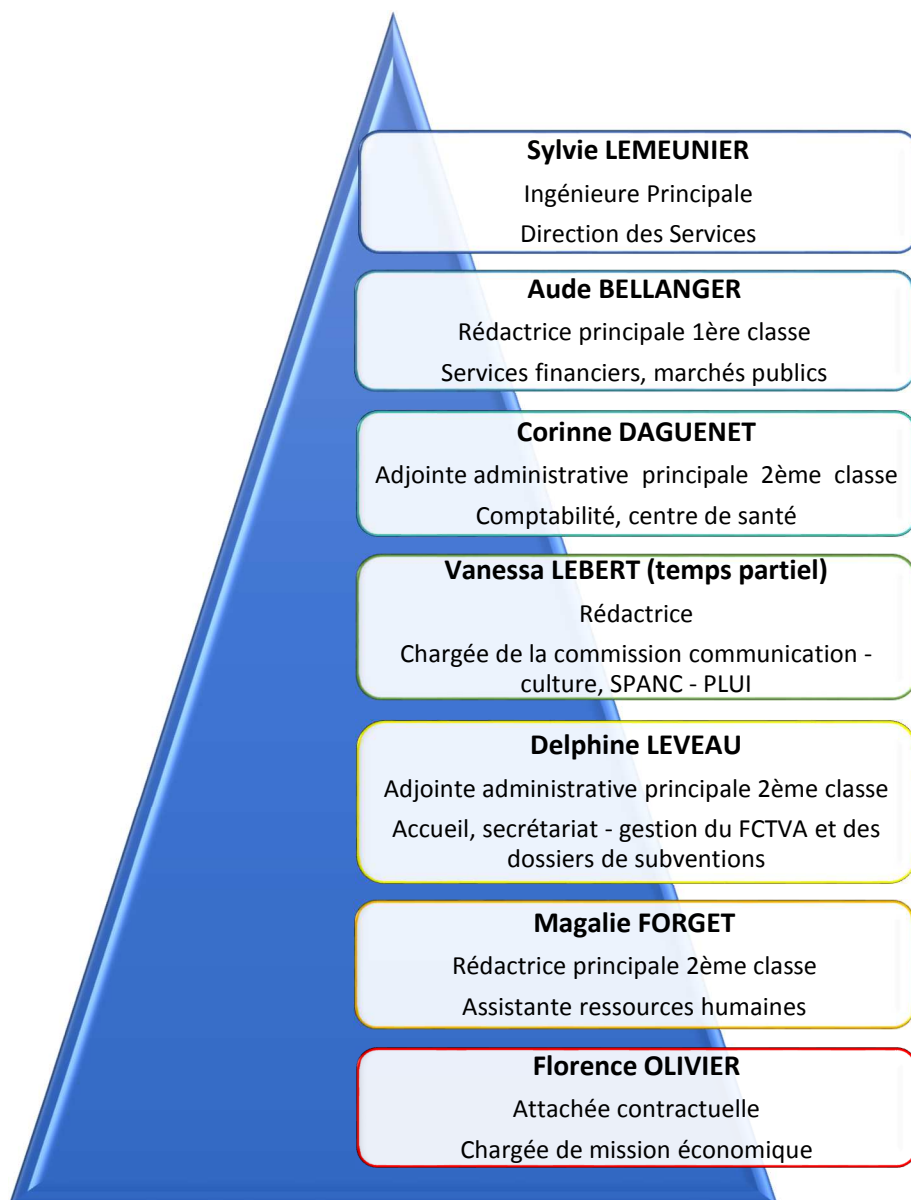 Sylvie LEMEUNIER
Ingénieure Principale
Direction des Services
Aude BELLANGER
Rédactrice principale 1ère classe
Services financiers, marchés publics
Corinne DAGUENET
Adjointe administrative principale 2ème classe
Comptabilité, centre de santé
Vanessa LEBERT (temps partiel)
Rédactrice
Chargée de la commission communication -
culture, SPANC - PLUI
Delphine LEVEAU
Adjointe administrative principale 2ème classe
Accueil, secrétariat - gestion du FCTVA et des
dossiers de subventions
Magalie FORGET
Rédactrice principale 2ème classe
Assistante ressources humaines
Florence OLIVIER
Attachée contractuelle
Chargée de mission économique